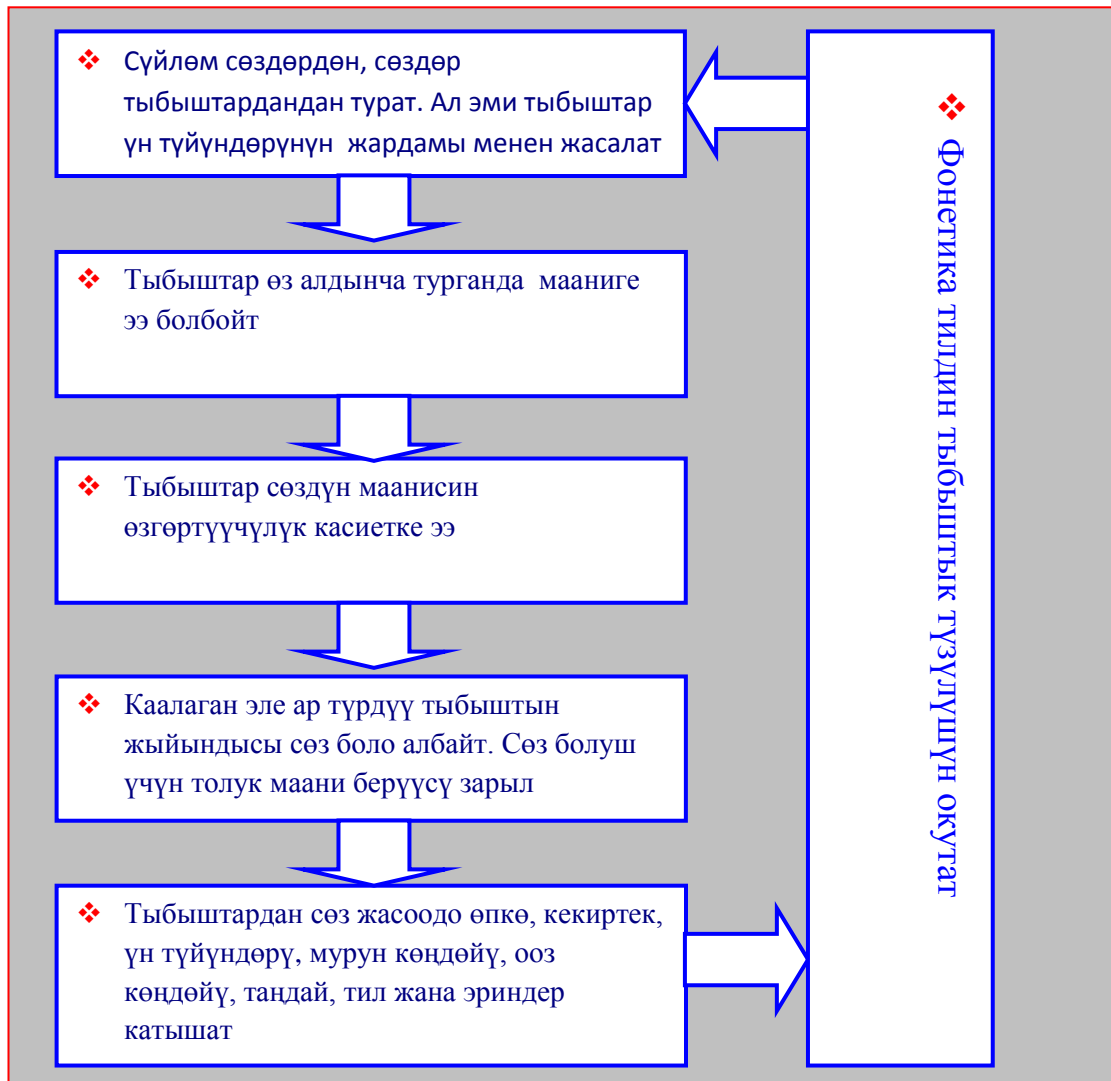 ❖ Сүйлөм сөздөрдөн, сөздөр
тыбыштардандан турат. Ал эми тыбыштар
үн түйүндөрүнүн жардамы менен жасалат
❖ Тыбыштар өз алдынча турганда мааниге
ээ болбойт
❖ Тыбыштар сөздүн маанисин
өзгөртүүчүлүк касиетке ээ
❖ Каалаган эле ар түрдүү тыбыштын
жыйындысы сөз боло албайт. Сөз болуш
үчүн толук маани берүүсү зарыл
❖ Тыбыштардан сөз жасоодо өпкө, кекиртек,
үн түйүндөрү, мурун көңдөйү, ооз
көңдөйү, таңдай, тил жана эриндер
катышат
❖ Фонетика тилдин тыбыштык түзүлүшүн окутат